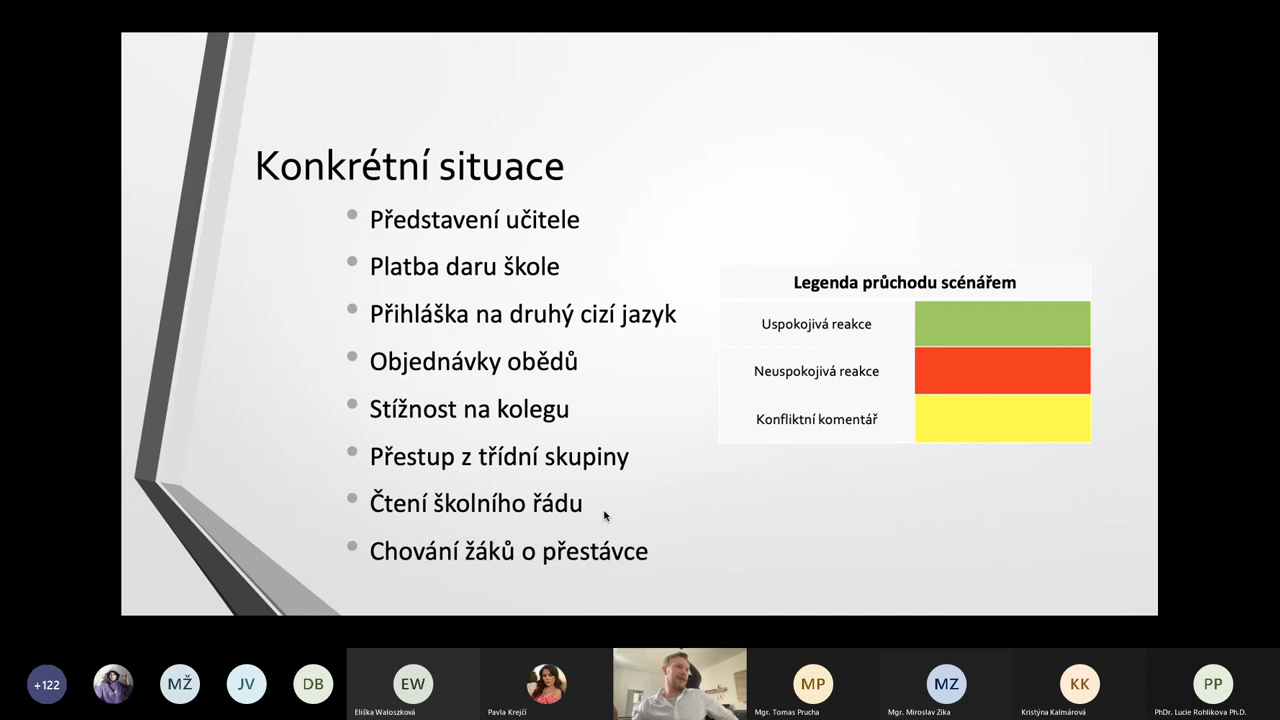 Konkrétní situace
Představení učitele
Platba daru škole
Přihláška na druhý cizí jazyk
Objednávky obědů
Stížnost na kolegu
Přestup z třídní skupiny
Čtení školního řádu
Chování žáků o přestávce
Legenda průchodu scénářem
Uspokojivá reakce
Neuspokojivá reakce
Konfliktní komentář
+122
MŽ
JV
DB
EW
MP
MZ
KK
PP
Eliška Waloszková
Pavla Krejčí
Mgr. Tomas Prucha
Mgr. Miroslav Zika
Kristýna Kalmárová
PhDr. Lucie Rohlikova Ph.D.